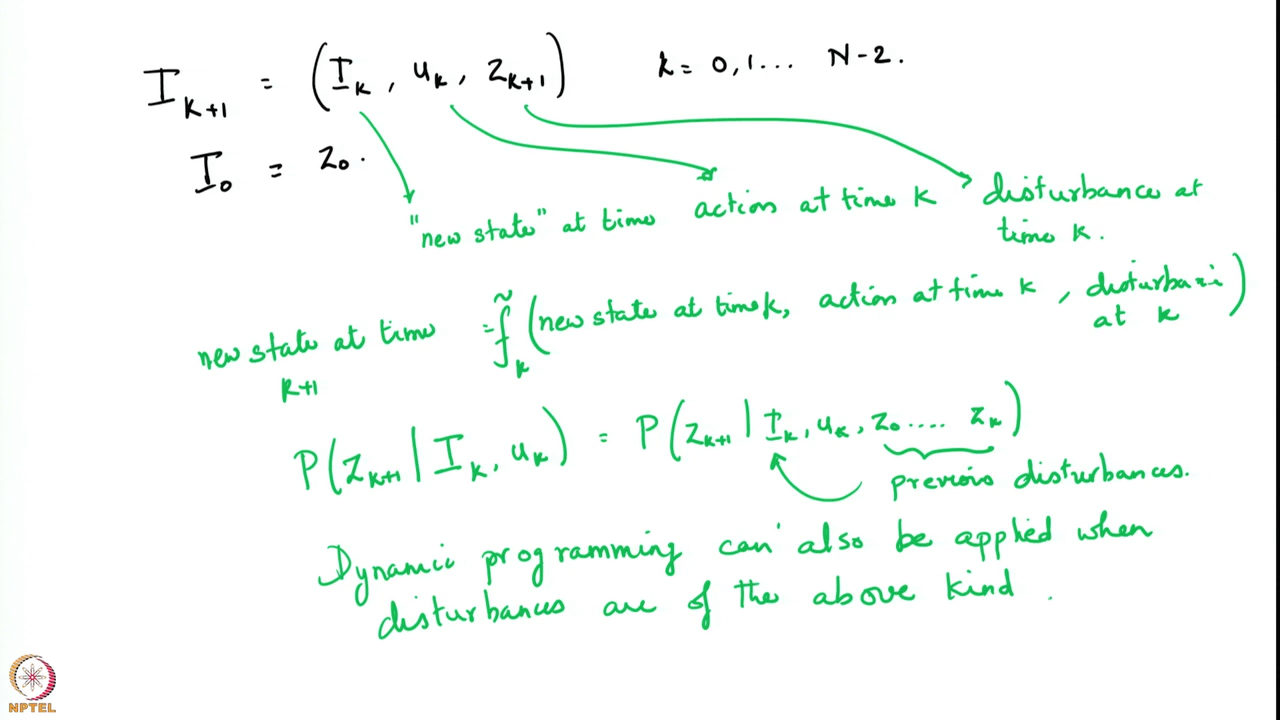 I_{k+1} = (I_k, u_k, z_{k+1}) k = 0,1... N-2.
I_0 = z_0.
"new state" at time action at time k disturbance at time k.
new state at time k+1 = f̃_k (new state at time k, action at time k, disturbance at k)
P(z_{k+1} | I_k, u_k) = P(z_{k+1} | I_k, u_k, z_0 .... z_k)
previous disturbances.
Dynamic programming can also be applied when
disturbances are of the above kind.
NPTEL